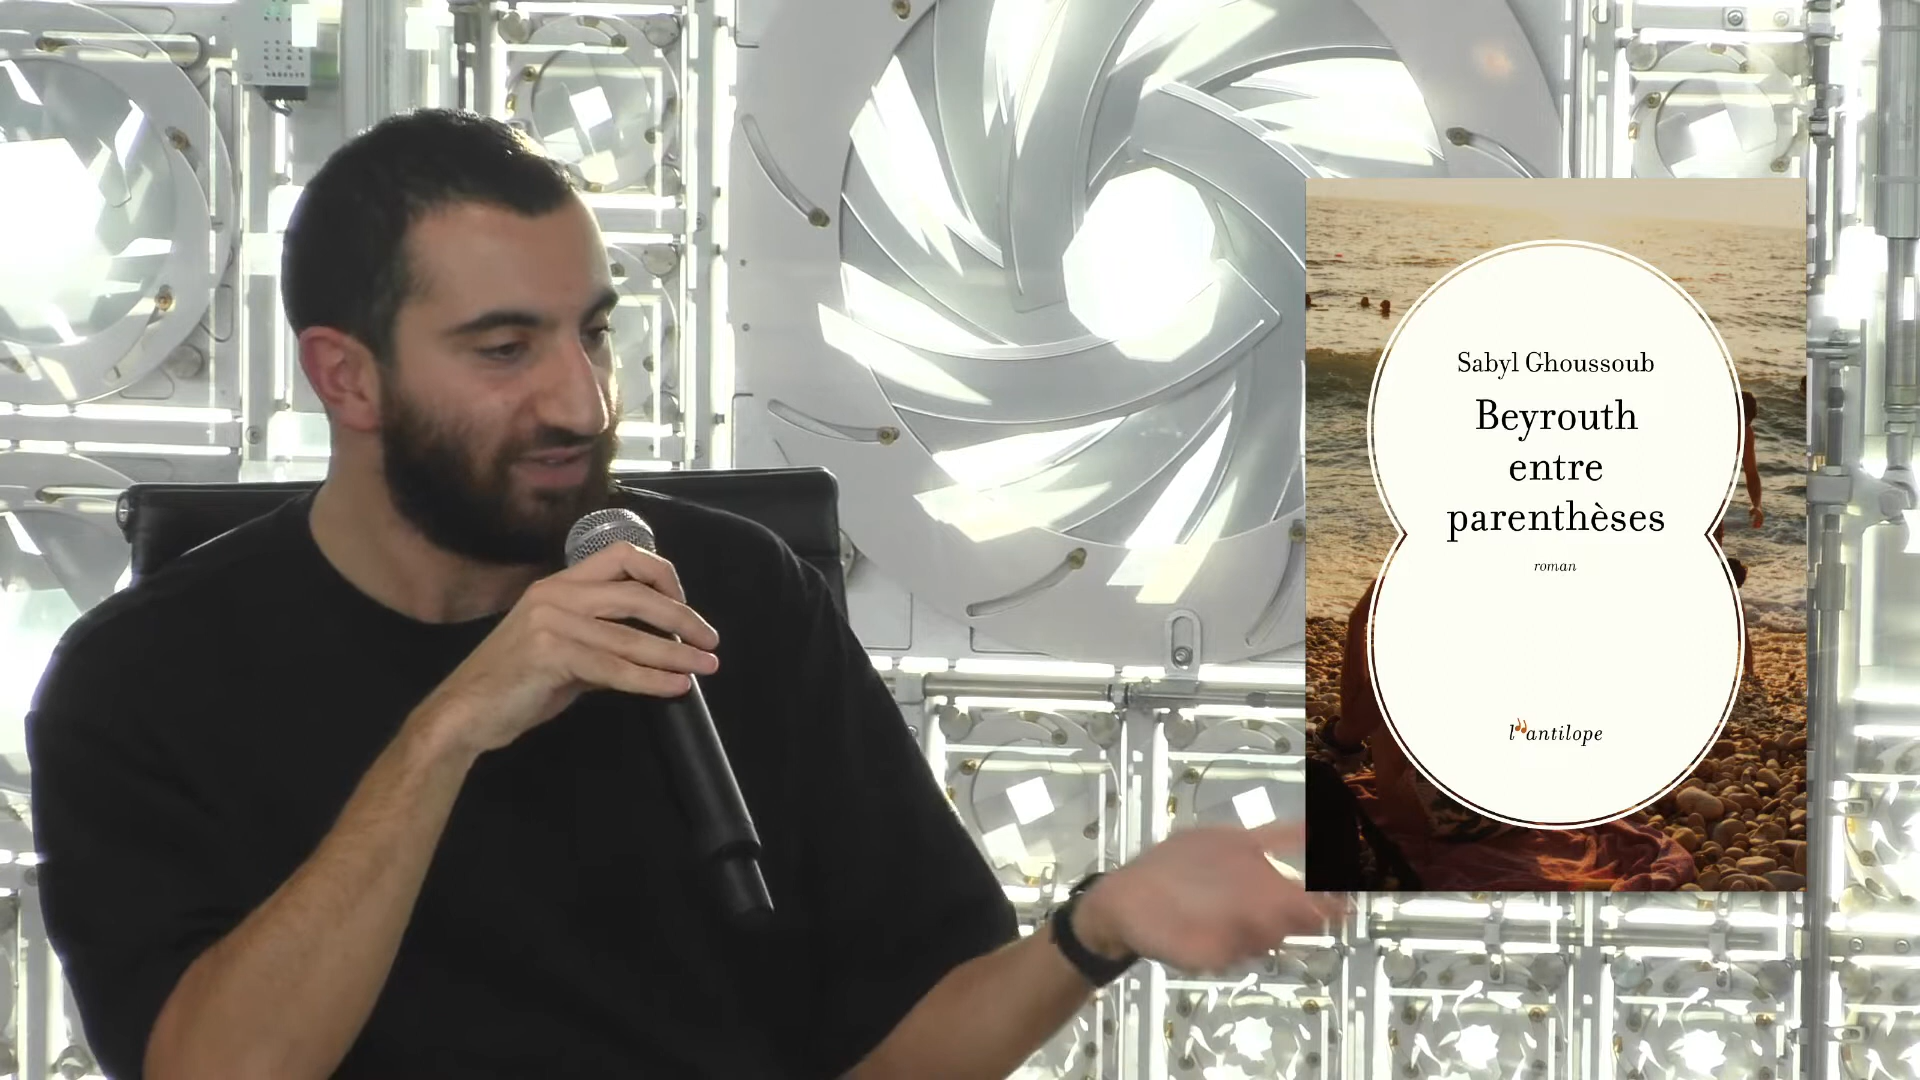 Sabyl Ghoussoub
Beyrouth
entre
parenthèses
roman
l'antilope